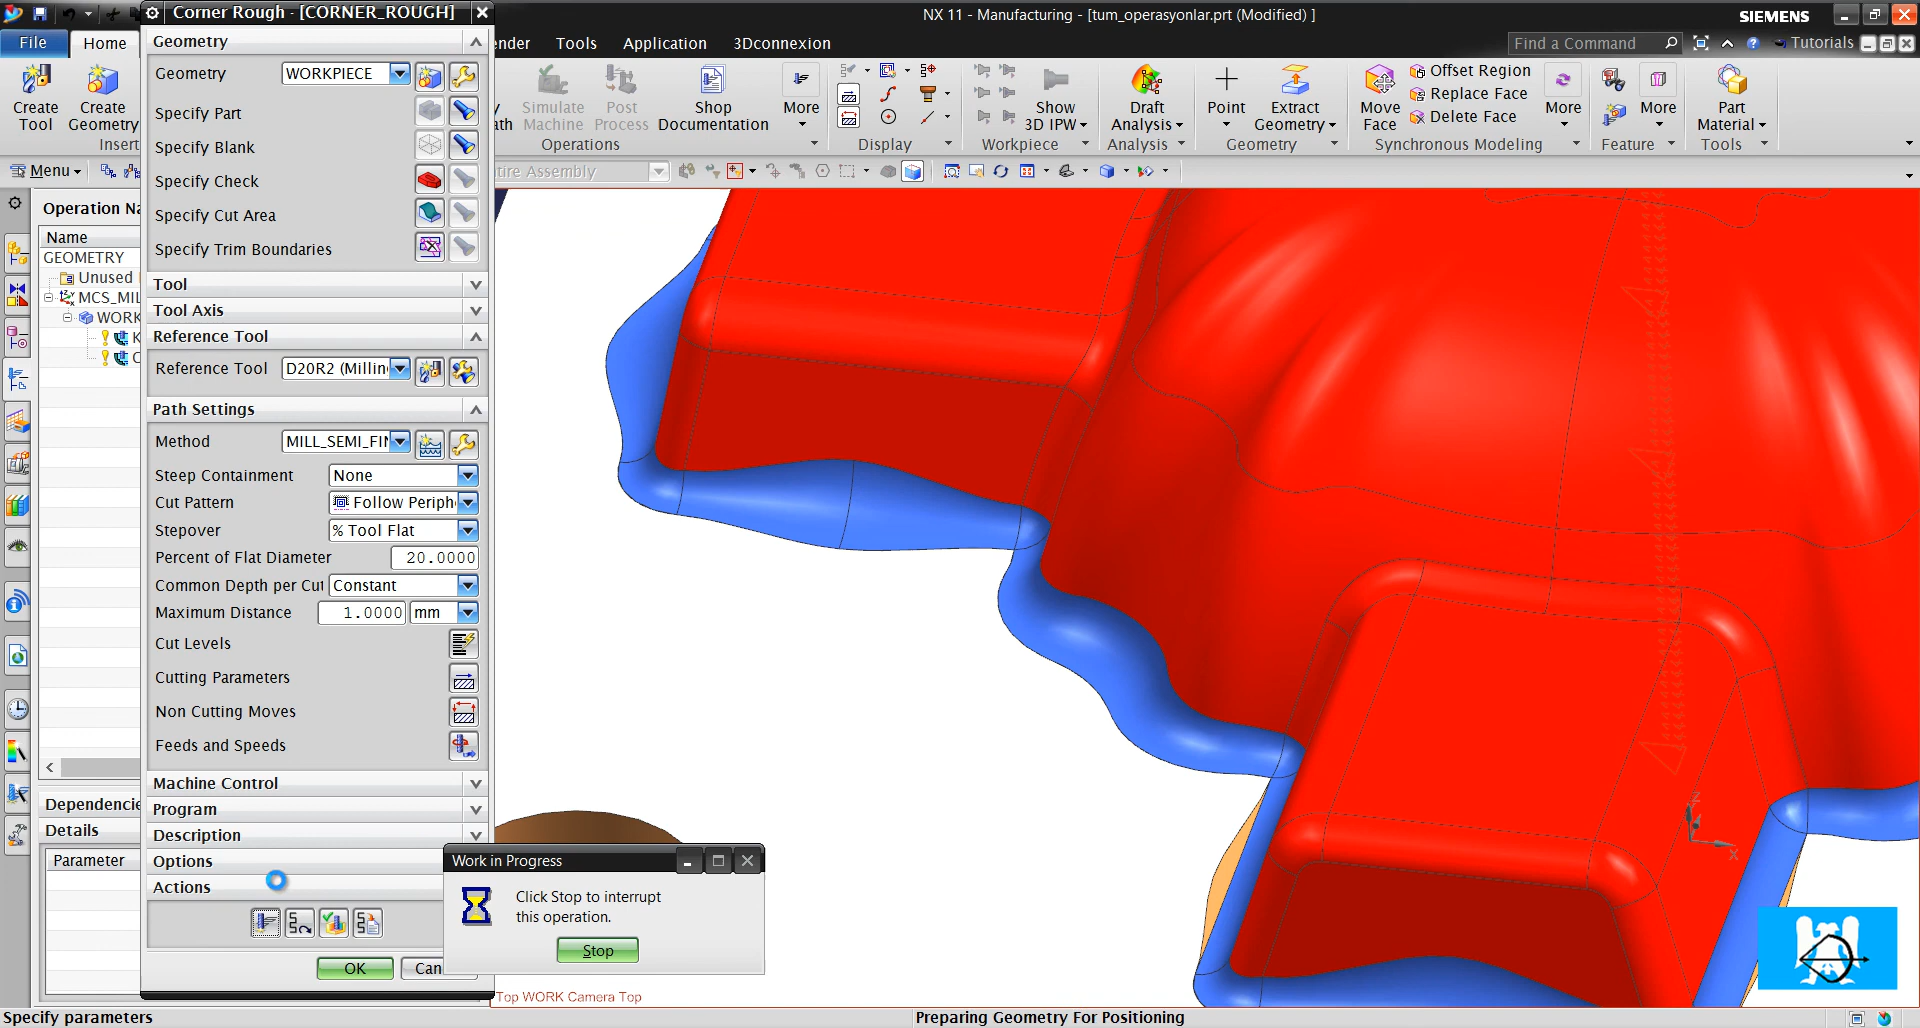 Corner Rough - [CORNER_ROUGH]
NX 11 - Manufacturing - [tum_operasyonlar.prt (Modified) ]
SIEMENS
File
Home
Tools
Application
3Dconnexion
Find a Command
Tutorials
Create
Tool
Create
Geometry
Insert
Simulate
Machine
Post
Process
Shop
Documentation
More
Operations
Display
Show
3D IPW
Workpiece
Draft
Analysis
Analysis
Point
Extract
Geometry
Geometry
Move
Face
Offset Region
Replace Face
Delete Face
More
Synchronous Modeling
More
Feature
Part
Material
Tools
Menu
Assembly
Operation Na
Name
GEOMETRY
Unused
MCS_MIL
WORK
Dependencie
Details
Parameter
Geometry
Geometry
WORKPIECE
Specify Part
Specify Blank
Specify Check
Specify Cut Area
Specify Trim Boundaries
Tool
Tool Axis
Reference Tool
Reference Tool
D20R2 (Millin
Path Settings
Method
MILL_SEMI_FIN
Steep Containment
None
Cut Pattern
Follow Periph
Stepover
% Tool Flat
Percent of Flat Diameter
20.0000
Common Depth per Cut
Constant
Maximum Distance
1.0000
mm
Cut Levels
Cutting Parameters
Non Cutting Moves
Feeds and Speeds
Machine Control
Program
Description
Options
Actions
OK
Can
Work in Progress
Click Stop to interrupt
this operation.
Stop
Top WORK Camera Top
Z
X
Specify parameters
Preparing Geometry For Positioning